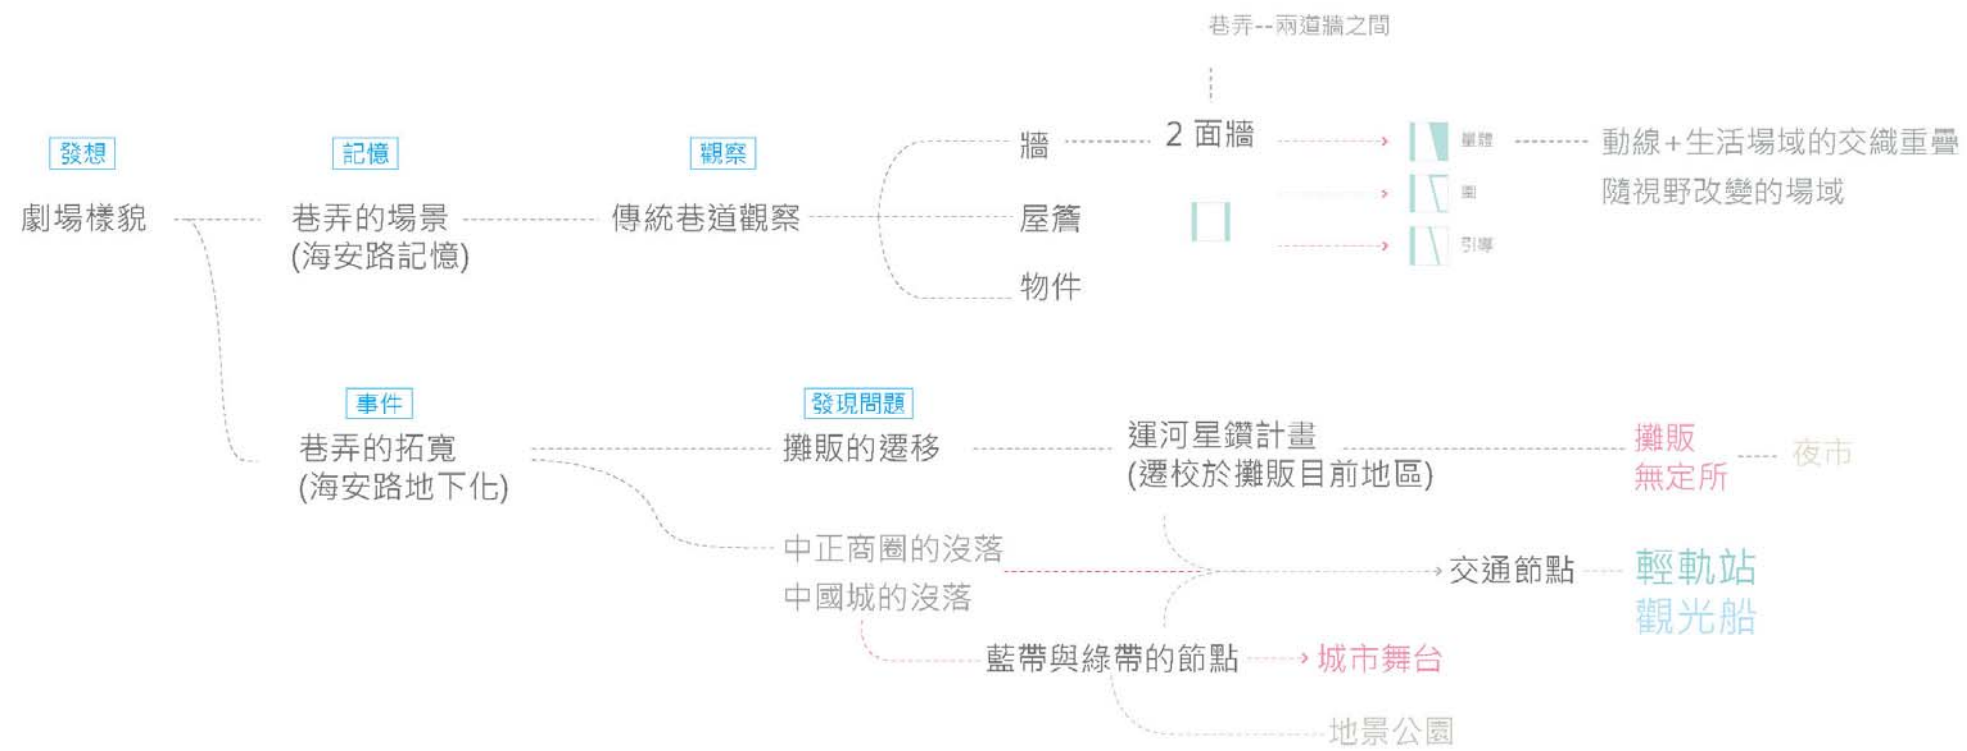 巷弄--兩道牆之間
發想
劇場樣貌
記憶
巷弄的場景
(海安路記憶)
觀察
傳統巷道觀察
牆
屋簷
物件
2 面牆
量體
圍
引導
動線+生活場域的交織重疊
隨視野改變的場域
事件
巷弄的拓寬
(海安路地下化)
發現問題
攤販的遷移
運河星鑽計畫
(遷校於攤販目前地區)
攤販
無定所
夜市
中正商圈的沒落
中國城的沒落
交通節點
輕軌站
觀光船
藍帶與綠帶的節點
城市舞台
地景公園